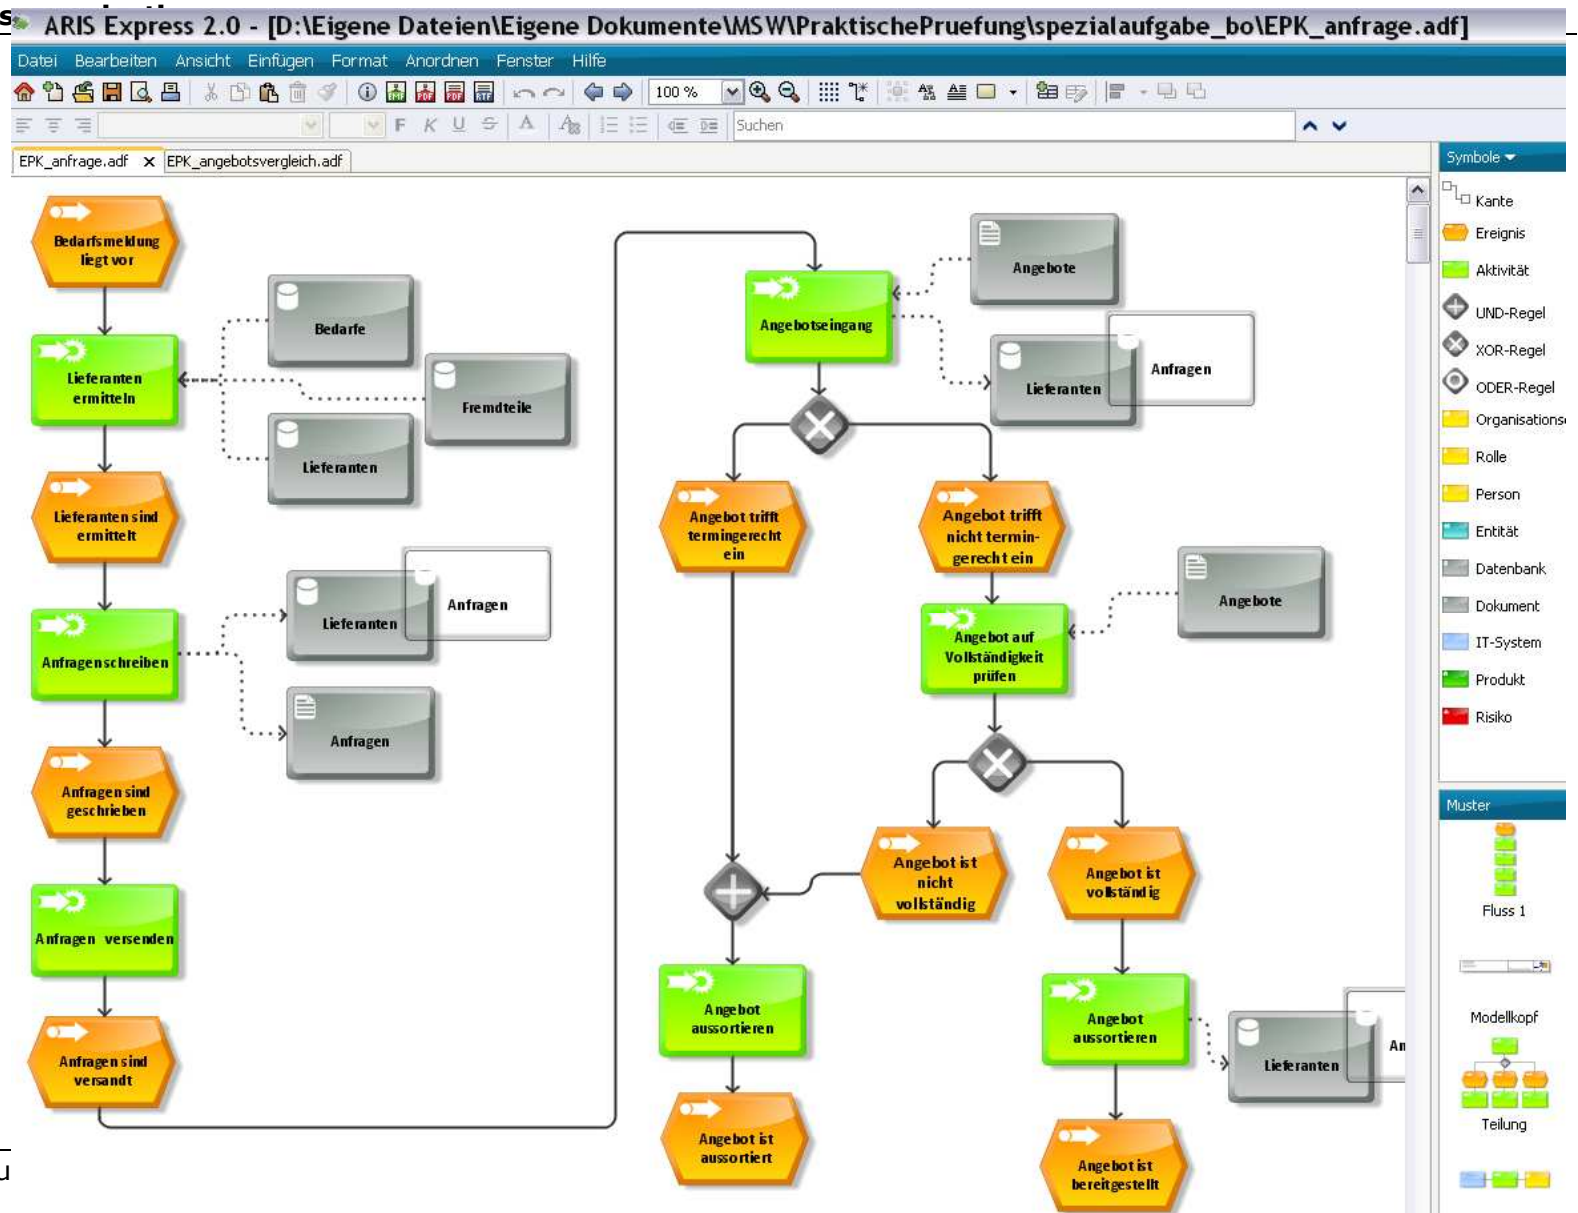 ARIS Express 2.0 - [D:\Eigene Dateien\Eigene Dokumente\MSW\PraktischePruefung\spezialaufgabe_bo\EPK_anfrage.adf]
Datei Bearbeiten Ansicht Einfügen Format Anordnen Fenster Hilfe
EMF PDF PDF RTF
100 %
F K U S A
Suchen
EPK_anfrage.adf x EPK_angebotsvergleich.adf
Bedarfsmeldung
liegt vor
Lieferanten
ermitteln
Bedarfe
Fremdteile
Lieferanten
Lieferanten sind
ermittelt
Anfragen schreiben
Lieferanten
Anfragen
Anfragen
Anfragen sind
geschrieben
Anfragen versenden
Anfragen sind
versandt
Angebotseingang
Angebote
Lieferanten
Anfragen
Angebot trifft
termingerecht
ein
Angebot trifft
nicht termin-
gerecht ein
Angebot auf
Vollständigkeit
prüfen
Angebote
Angebot ist
nicht
vollständig
Angebot ist
vollständig
Angebot
aussortieren
Angebot ist
aussortiert
Angebot
aussortieren
Lieferanten
An
Angebot ist
bereitgestellt
Symbole
Kante
Ereignis
Aktivität
UND-Regel
XOR-Regel
ODER-Regel
Organisations
Rolle
Person
Entität
Datenbank
Dokument
IT-System
Produkt
Risiko
Muster
Fluss 1
Modellkopf
Teilung
u